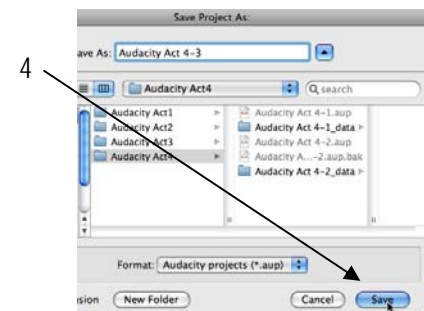 Save Project As:
ave As: Audacity Act 4-3
4
Audacity Act4
search
Audacity Act1
Audacity Act2
Audacity Act3
Audacity Act4
Audacity Act 4-1.aup
Audacity Act 4-1_data
Audacity Act 4-2.aup
Audacity A...-2.aup.bak
Audacity Act 4-2_data
Format: Audacity projects (*.aup)
nsion
New Folder
Cancel
Save